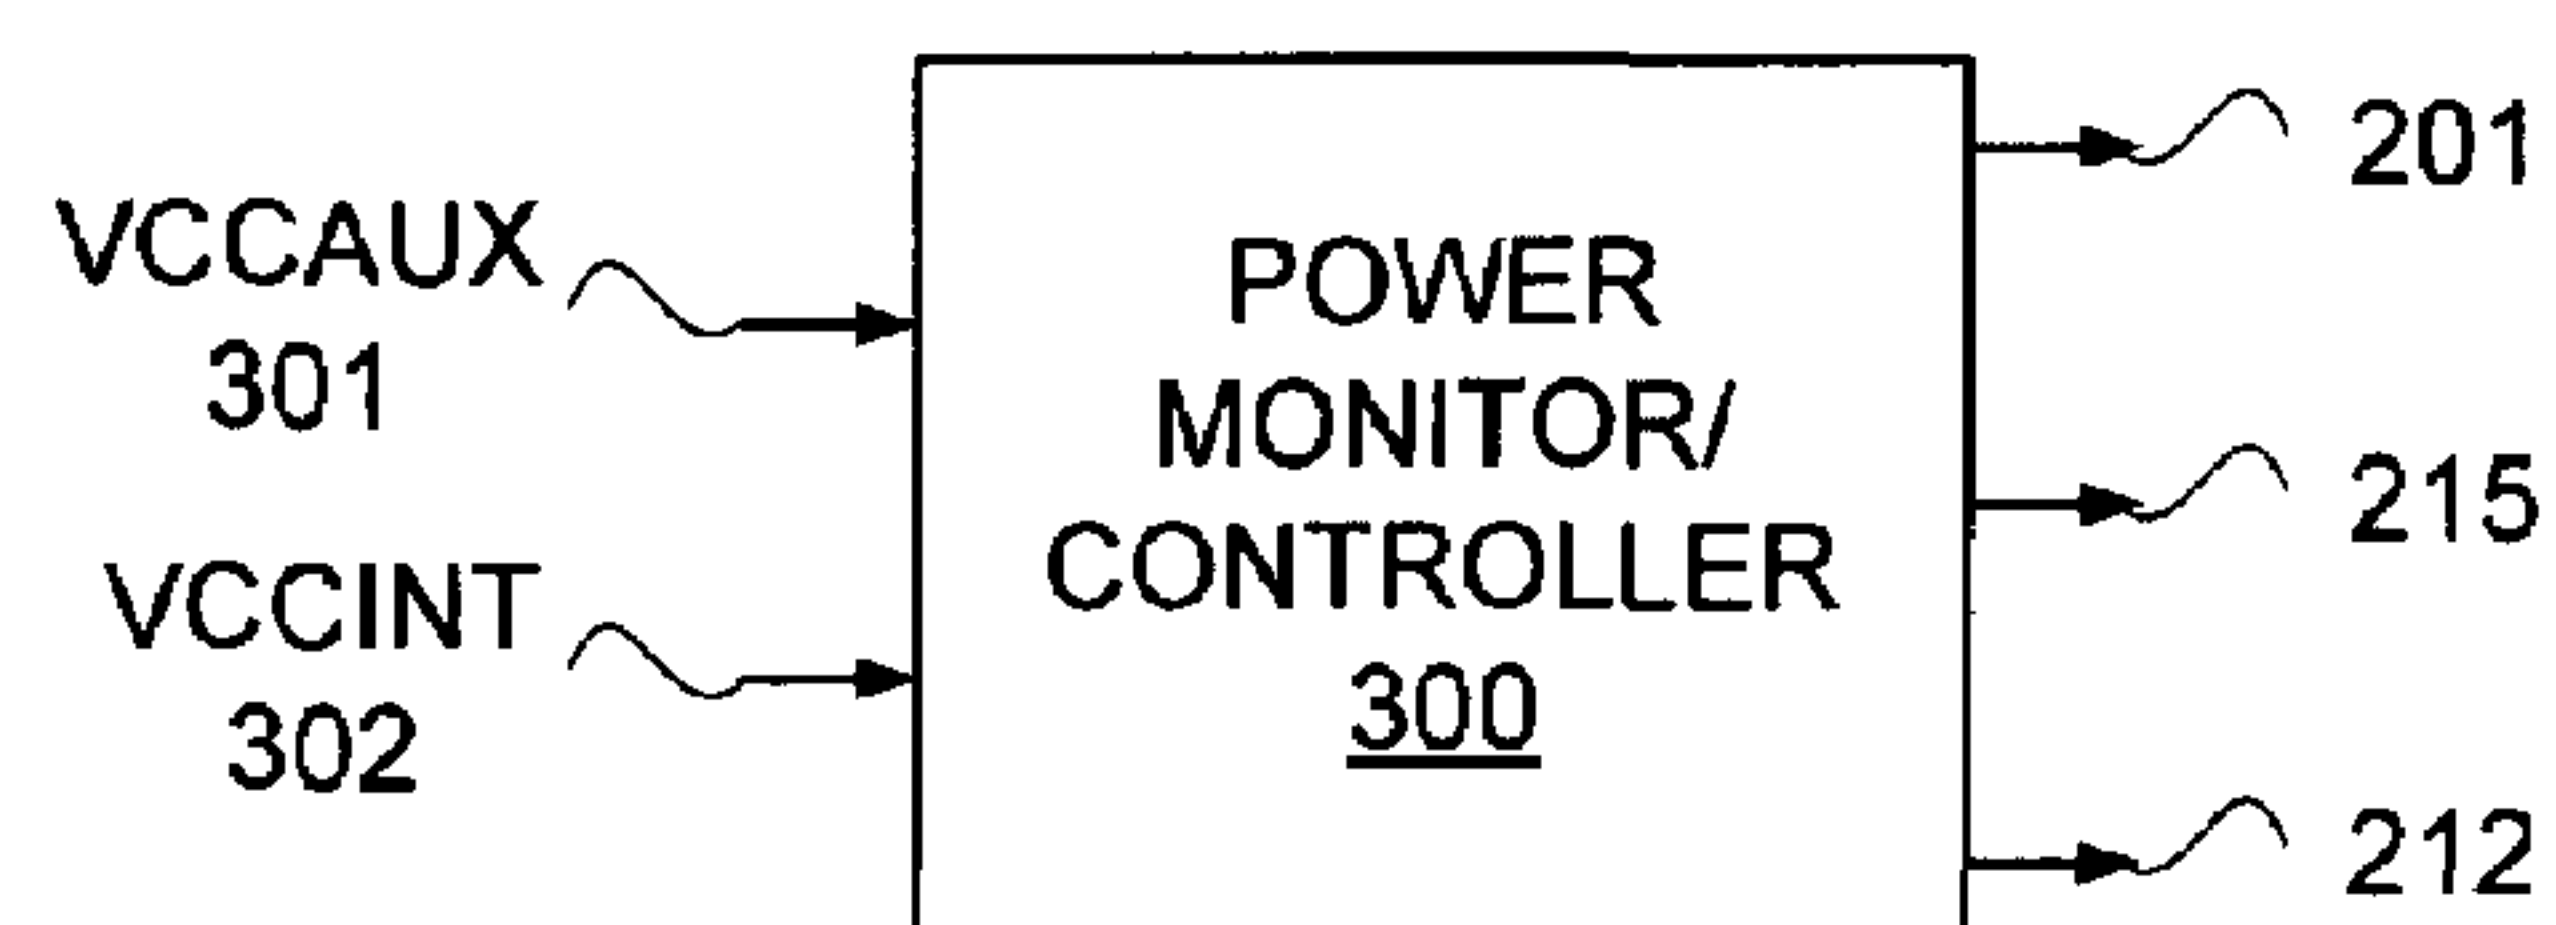 VCCAUX
301
VCCINT
302
POWER
MONITOR/
CONTROLLER
300
201
215
212